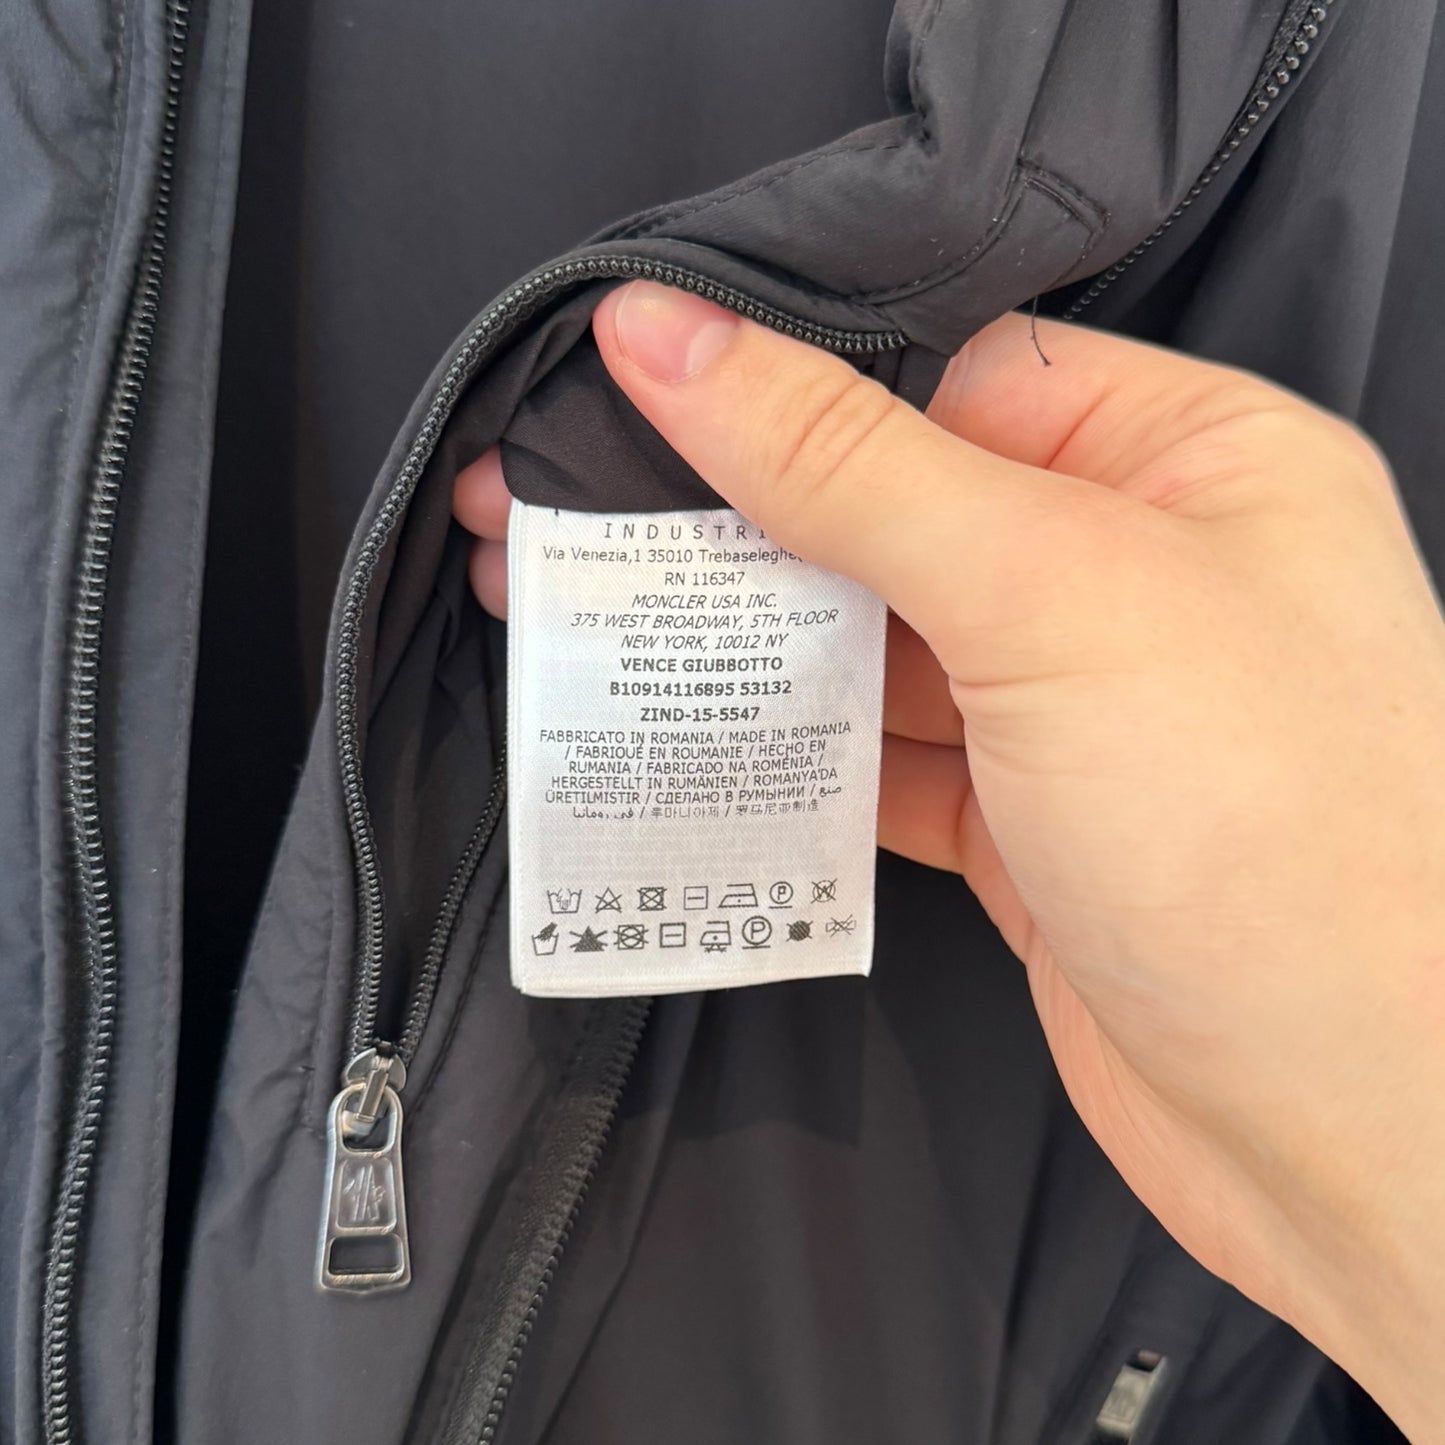 INDUSTRI
Via Venezia,1 35010 Trebaseleghe
RN 116347
MONCLER USA INC.
375 WEST BROADWAY, 5TH FLOOR
NEW YORK, 10012 NY
VENCE GIUBBOTTO
B10914116895 53132
ZIND-15-5547
FABBRICATO IN ROMANIA / MADE IN ROMANIA
/ FABRIQUÉ EN ROUMANIE / HECHO EN
RUMANIA / FABRICADO NA ROMÉNIA /
HERGESTELLT IN RUMÄNIEN / ROMANYA'DA
ÜRETILMISTIR / СДЕЛАНО В РУМЫНИИ / صنع
في رومانيا / 루마니아제 / 罗马尼亚制造
P
W
P